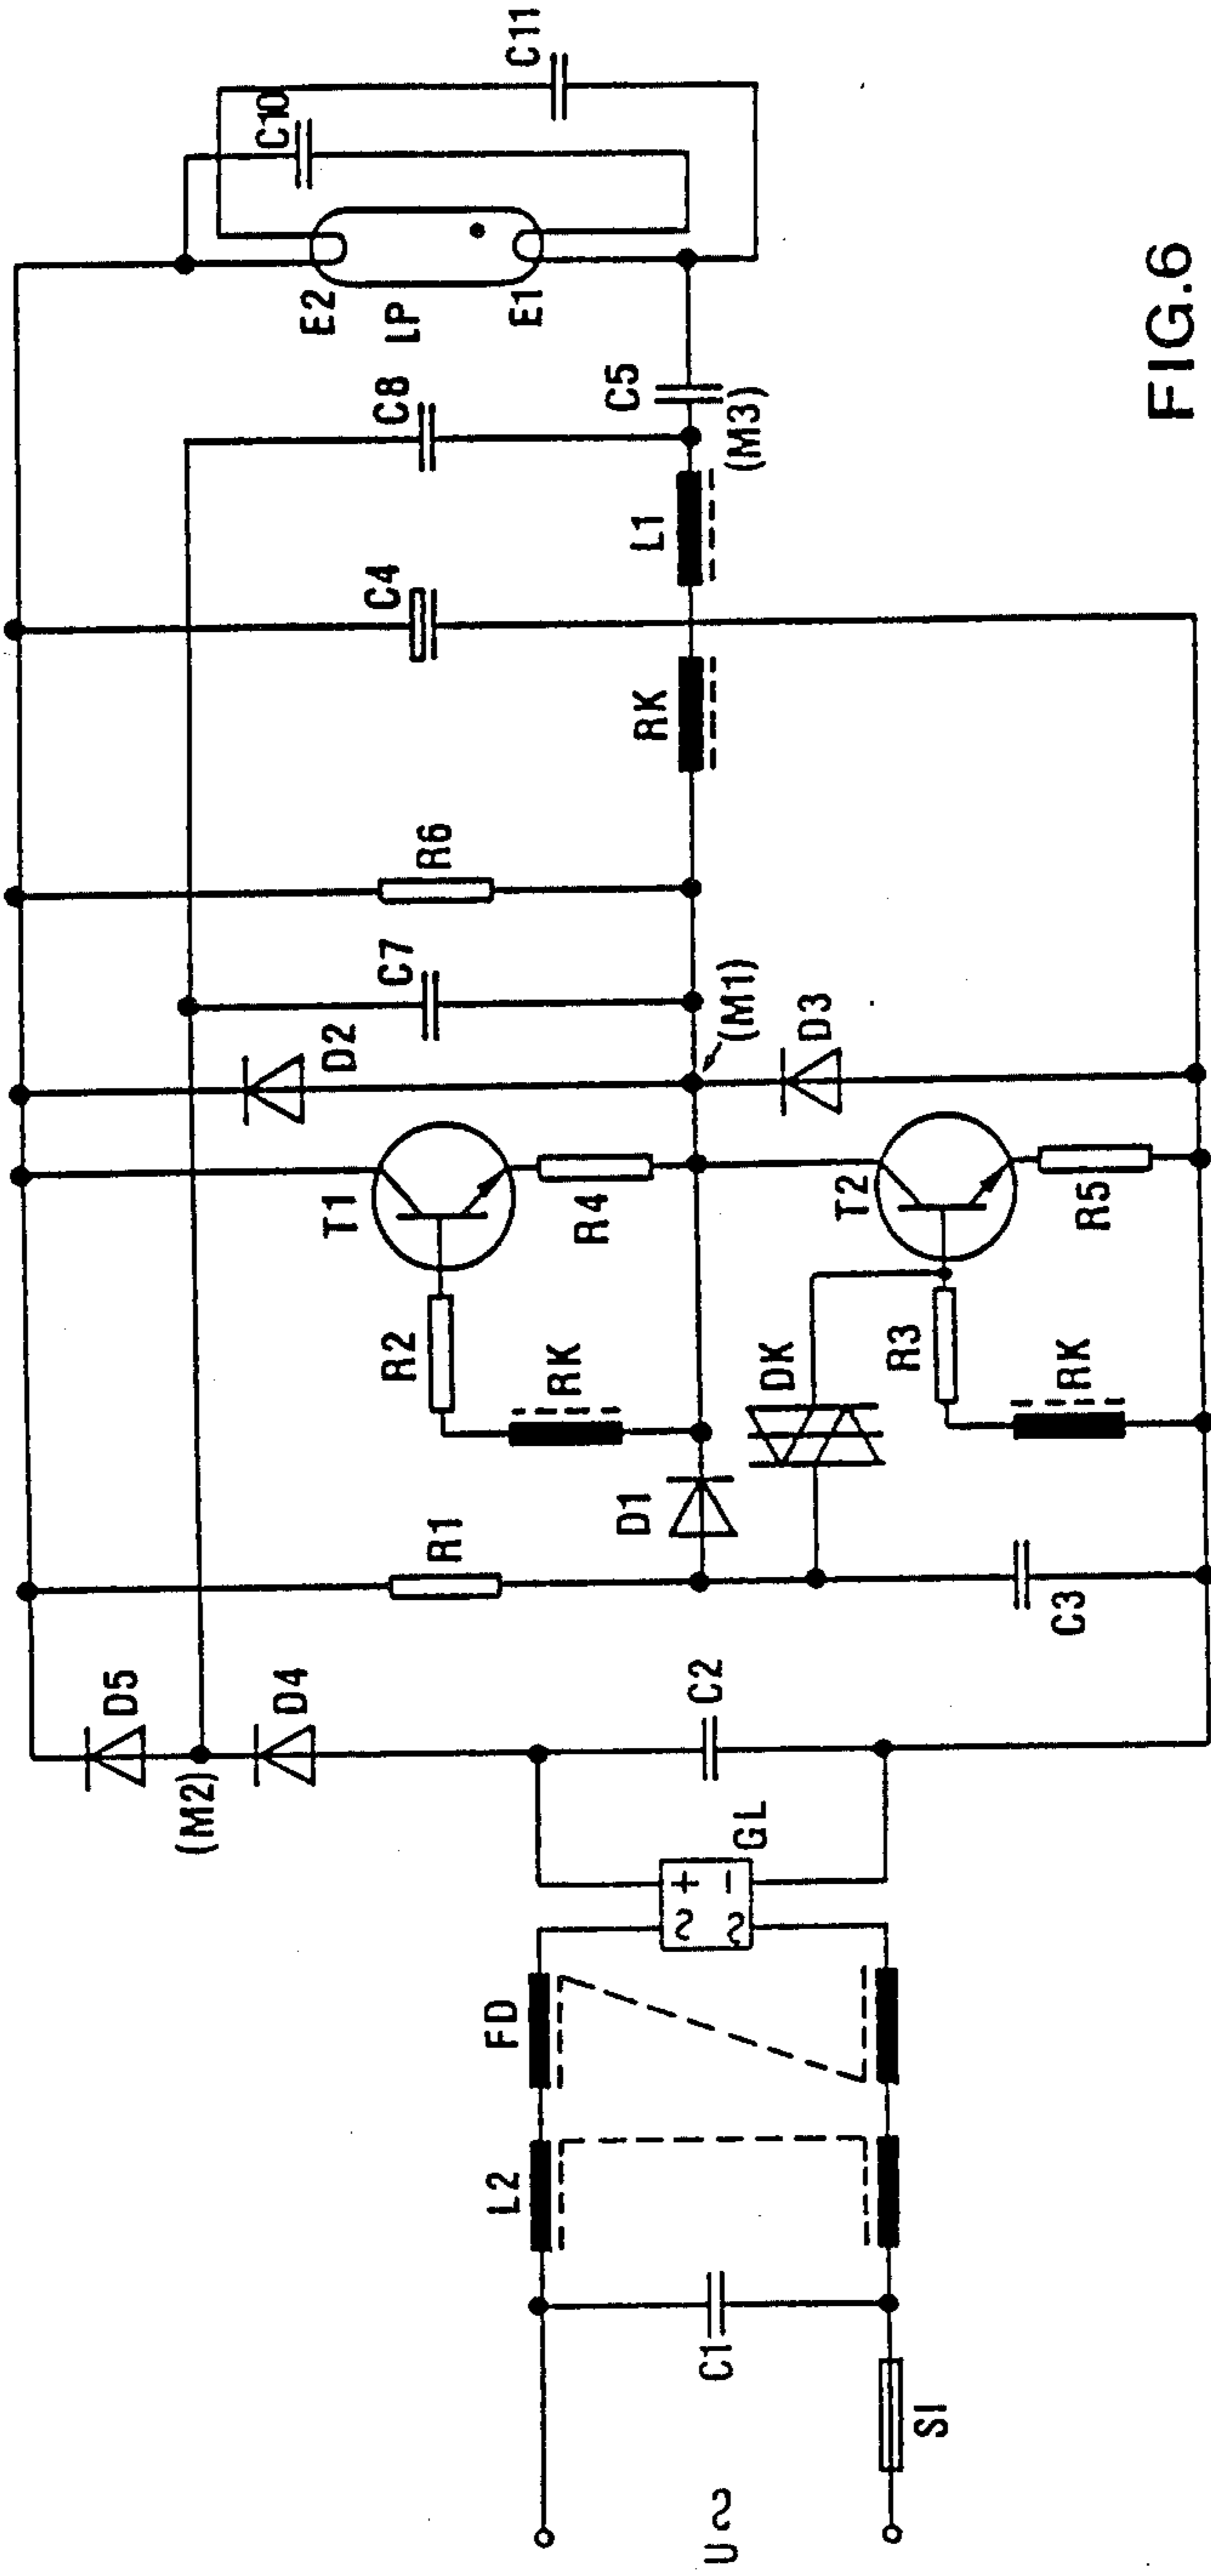 U ~
SI
C1
L2
FD
~ +
~ −
GL
C2
(M2)
D5
D4
R1
C3
D1
DK
RK
R2
RK
R3
T1
T2
R4
R5
D2
(M1)
D3
C7
R6
RK
C4
L1
C8
(M3)
C5
E2
LP
E1
C10
C11
FIG.6